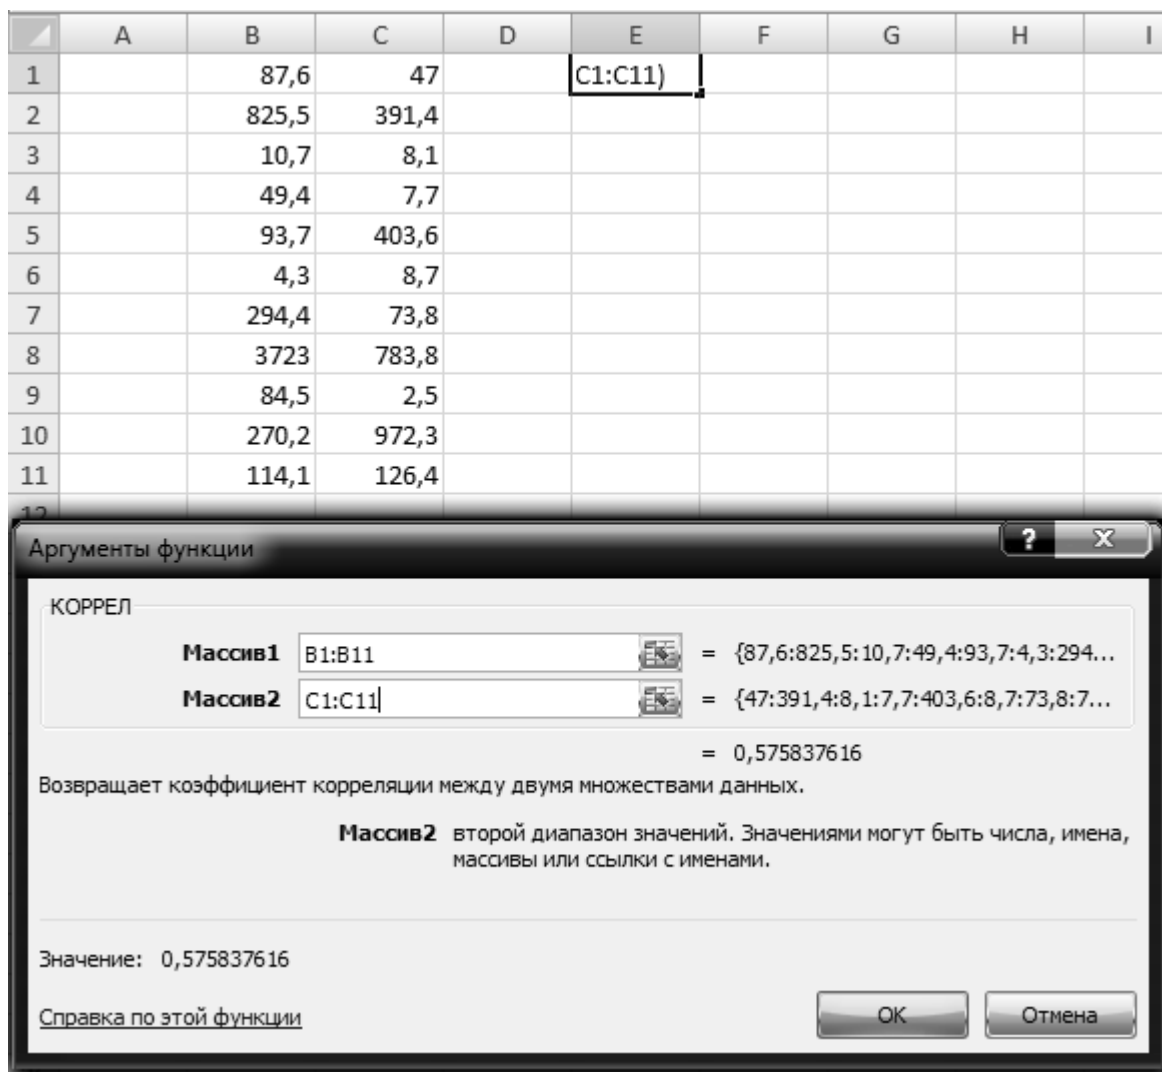 A B C D E F G H I
1 87,6 47 C1:C11)
2 825,5 391,4
3 10,7 8,1
4 49,4 7,7
5 93,7 403,6
6 4,3 8,7
7 294,4 73,8
8 3723 783,8
9 84,5 2,5
10 270,2 972,3
11 114,1 126,4
12
Аргументы функции ? X
КОРРЕЛ
Массив1 B1:B11 = {87,6:825,5:10,7:49,4:93,7:4,3:294...
Массив2 C1:C11 = {47:391,4:8,1:7,7:403,6:8,7:73,8:7...
= 0,575837616
Возвращает коэффициент корреляции между двумя множествами данных.
Массив2 второй диапазон значений. Значениями могут быть числа, имена,
массивы или ссылки с именами.
Значение: 0,575837616
Справка по этой функции OK Отмена